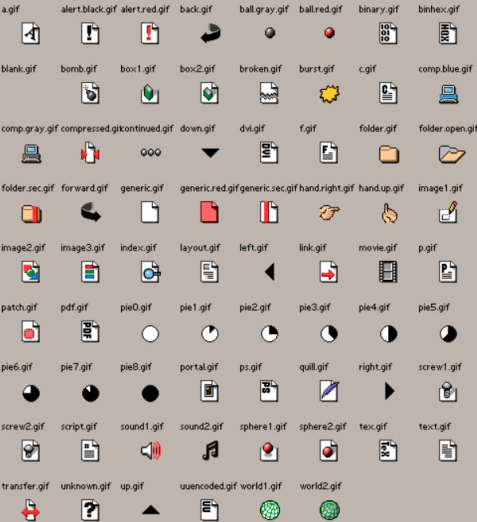 a.gif alert.black.gif alert.red.gif back.gif ball.gray.gif ball.red.gif binary.gif binhex.gif
blank.gif bomb.gif box1.gif box2.gif broken.gif burst.gif c.gif comp.blue.gif
comp.gray.gif compressed.gif continued.gif down.gif dvi.gif f.gif folder.gif folder.open.gif
folder.sec.gif forward.gif generic.gif generic.red.gif generic.sec.gif hand.right.gif hand.up.gif image1.gif
image2.gif image3.gif index.gif layout.gif left.gif link.gif movie.gif p.gif
patch.gif pdf.gif pie0.gif pie1.gif pie2.gif pie3.gif pie4.gif pie5.gif
pie6.gif pie7.gif pie8.gif portal.gif ps.gif quill.gif right.gif screw1.gif
screw2.gif script.gif sound1.gif sound2.gif sphere1.gif sphere2.gif tex.gif text.gif
transfer.gif unknown.gif up.gif uuencoded.gif world1.gif world2.gif